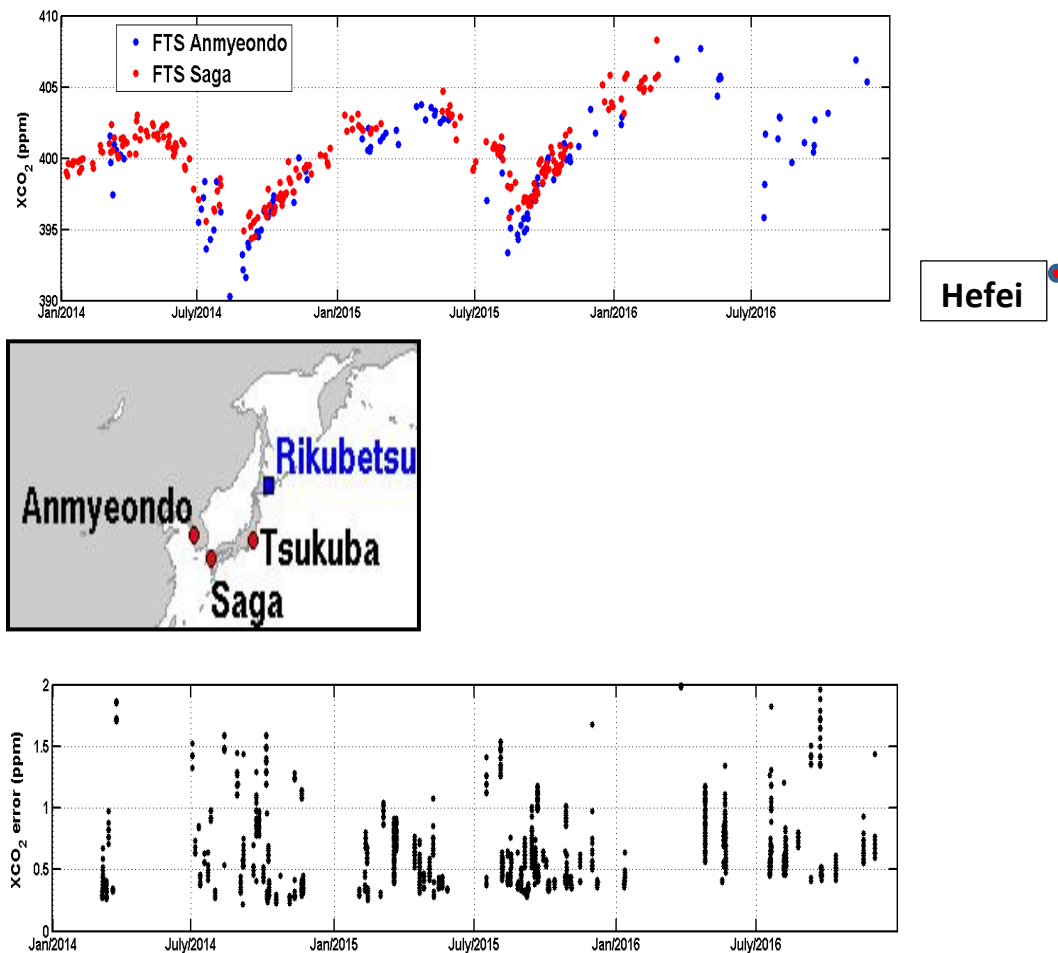 410
405
400
395
390
XCO2 (ppm)
FTS Anmyeondo
FTS Saga
Jan/2014 July/2014 Jan/2015 July/2015 Jan/2016 July/2016
Hefei
Rikubetsu
Anmyeondo
Tsukuba
Saga
2
1.5
1
0.5
0
XCO2 error (ppm)
Jan/2014 July/2014 Jan/2015 July/2015 Jan/2016 July/2016